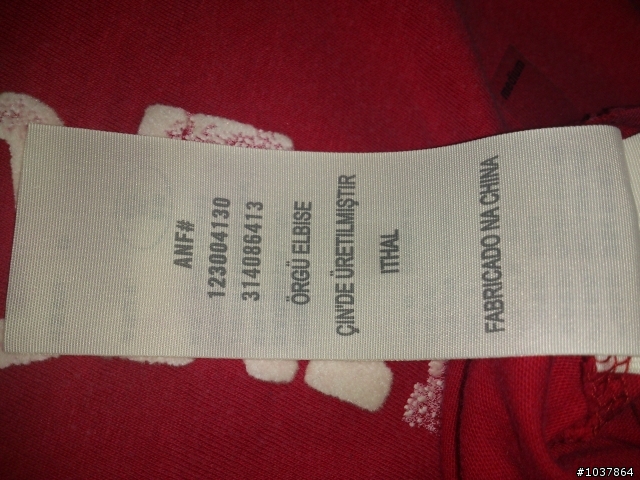 ANF#
123004130
314086413
ÖRGÜ ELBISE
ÇIN'DE ÜRETILMIŞTIR
ITHAL
FABRICADO NA CHINA
#1037864